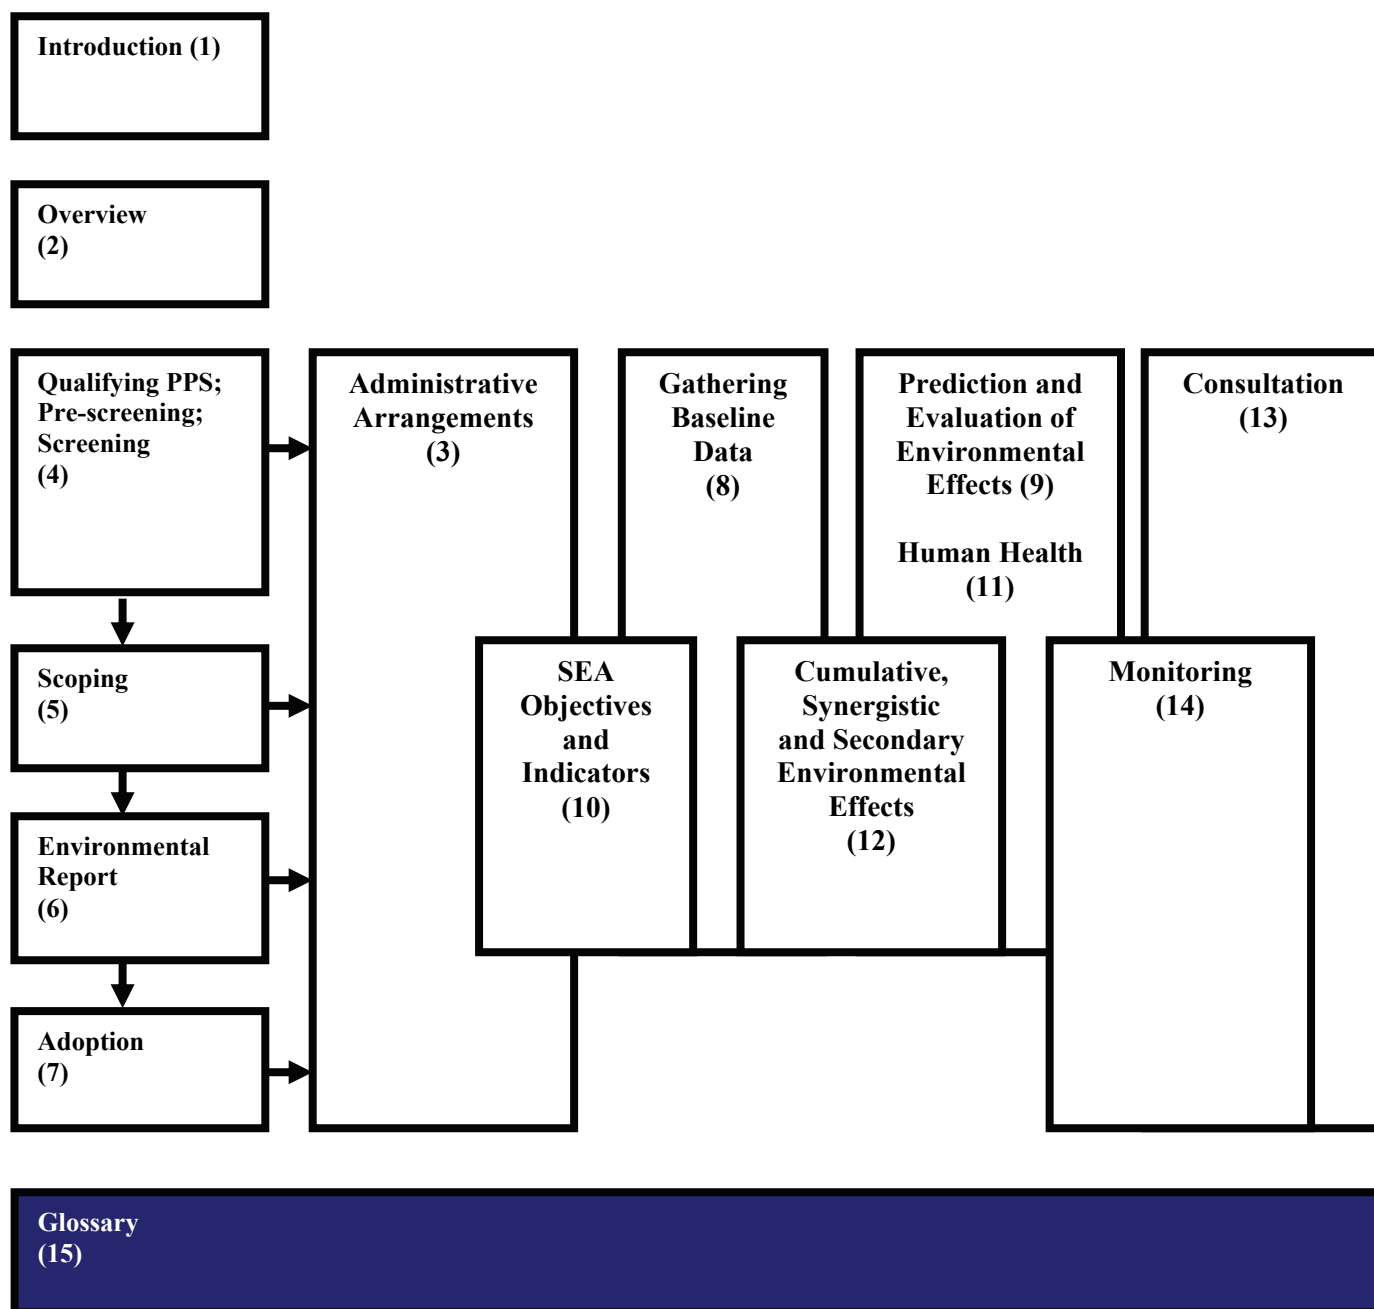 Introduction (1)
Overview
(2)
Qualifying PPS;
Pre-screening;
Screening
(4)
Administrative
Arrangements
(3)
Gathering
Baseline
Data
(8)
Prediction and
Evaluation of
Environmental
Effects (9)
Human Health
(11)
Consultation
(13)
Scoping
(5)
SEA
Objectives
and
Indicators
(10)
Cumulative,
Synergistic
and Secondary
Environmental
Effects
(12)
Monitoring
(14)
Environmental
Report
(6)
Adoption
(7)
Glossary
(15)